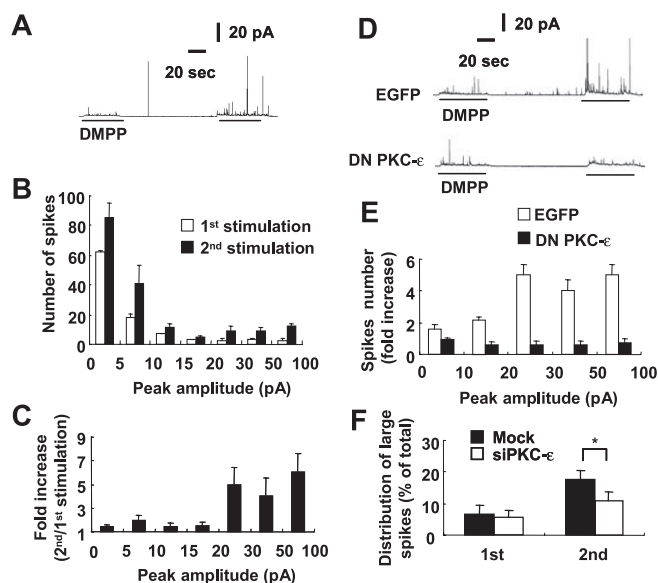 A
20 pA
20 sec
DMPP
B
Number of spikes
100
80
60
40
20
0
1st stimulation
2nd stimulation
0 5 10 15 20 30 50 100
Peak amplitude (pA)
C
Fold increase
(2nd/1st
stimulation)
9
7
5
3
1
0 5 10 15 20 30 50 100
Peak amplitude (pA)
D
20 pA
20 sec
EGFP
DMPP
DN PKC-ε
DMPP
E
EGFP
DN PKC-ε
Spikes number
(fold increase)
6
4
2
0
0 10 20 30 50 100
Peak amplitude (pA)
F
Distribution of large
spikes (% of total)
30
20
10
0
Mock
siPKC-ε
*
1st 2nd